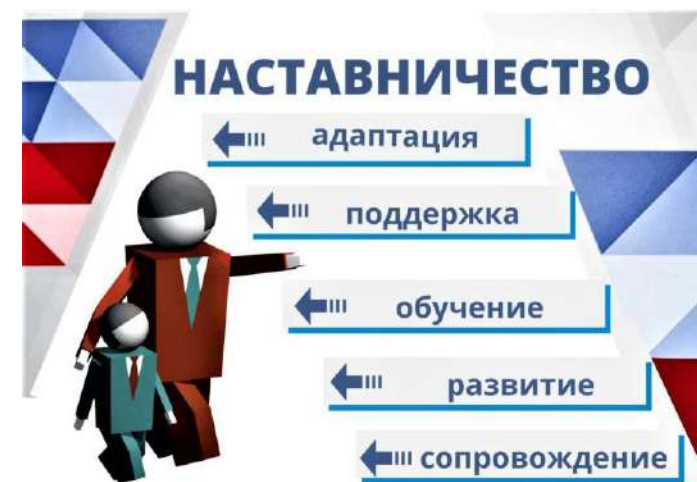 НАСТАВНИЧЕСТВО
адаптация
поддержка
обучение
развитие
сопровождение